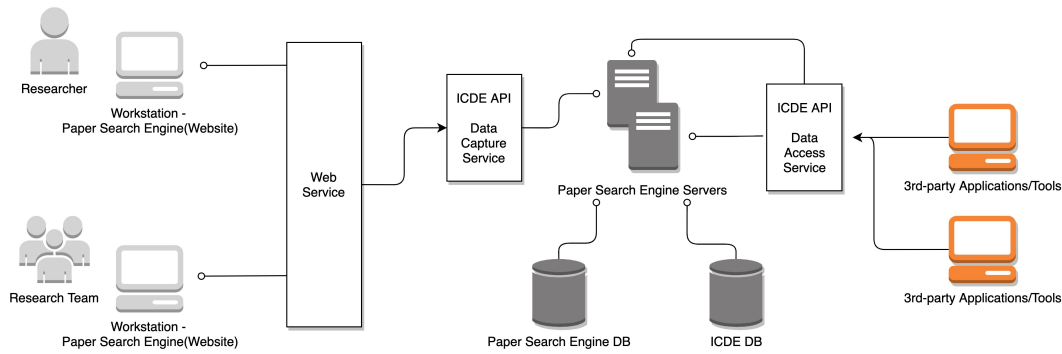 Researcher
Workstation -
Paper Search Engine(Website)
Research Team
Workstation -
Paper Search Engine(Website)
Web
Service
ICDE API
Data
Capture
Service
Paper Search Engine Servers
Paper Search Engine DB
ICDE DB
ICDE API
Data
Access
Service
3rd-party Applications/Tools
3rd-party Applications/Tools